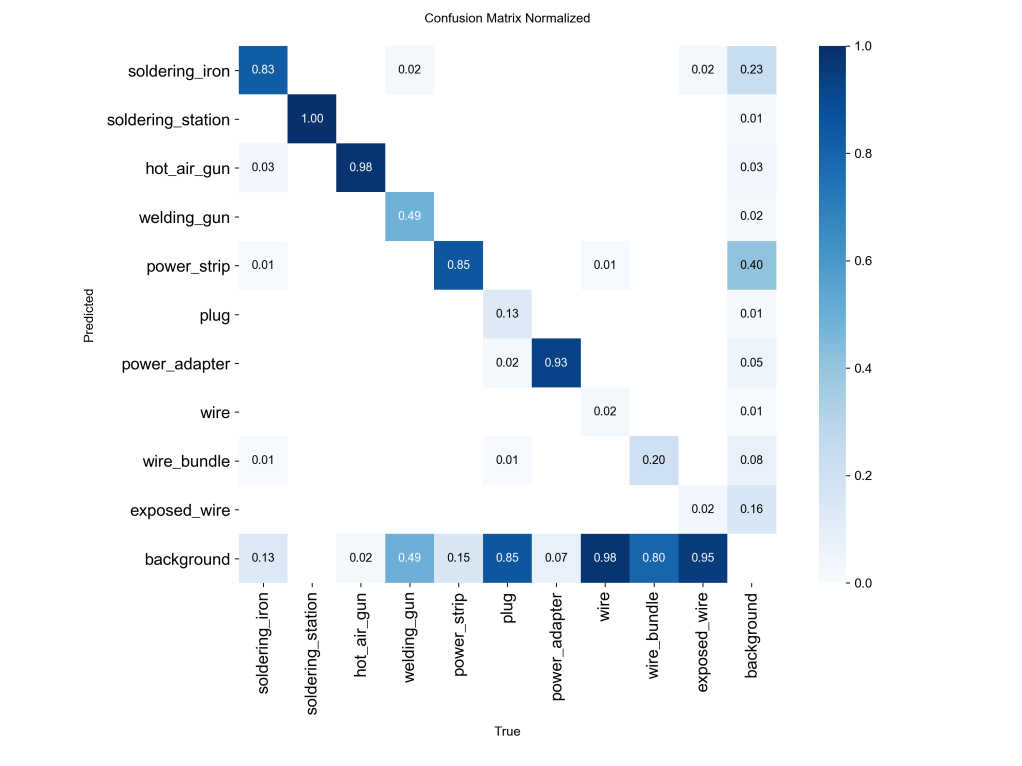 Confusion Matrix Normalized
soldering_iron 0.83 0.02 0.02 0.23
soldering_station 1.00 0.01
hot_air_gun 0.03 0.98 0.03
welding_gun 0.49 0.02
power_strip 0.01 0.85 0.01 0.40
plug 0.13 0.01
power_adapter 0.02 0.93 0.05
wire 0.02 0.01
wire_bundle 0.01 0.01 0.20 0.08
exposed_wire 0.02 0.16
background 0.13 0.02 0.49 0.15 0.85 0.07 0.98 0.80 0.95
Predicted
soldering_iron
soldering_station
hot_air_gun
welding_gun
power_strip
plug
power_adapter
wire
wire_bundle
exposed_wire
background
True
1.0
0.8
0.6
0.4
0.2
0.0